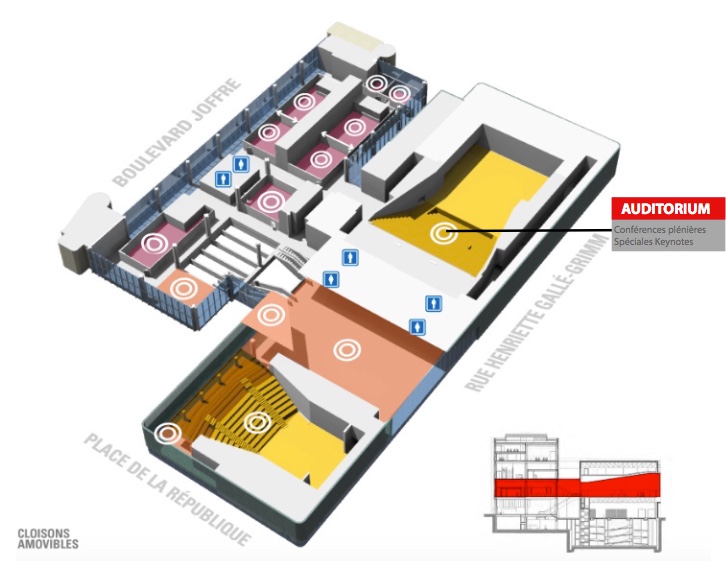 BOULEVARD JOFFRE
AUDITORIUM
Conférences plénières
Spéciales Keynotes
RUE HENRIETTE GALLÉ-GRIMM
PLACE DE LA RÉPUBLIQUE
CLOISONS
AMOVIBLES